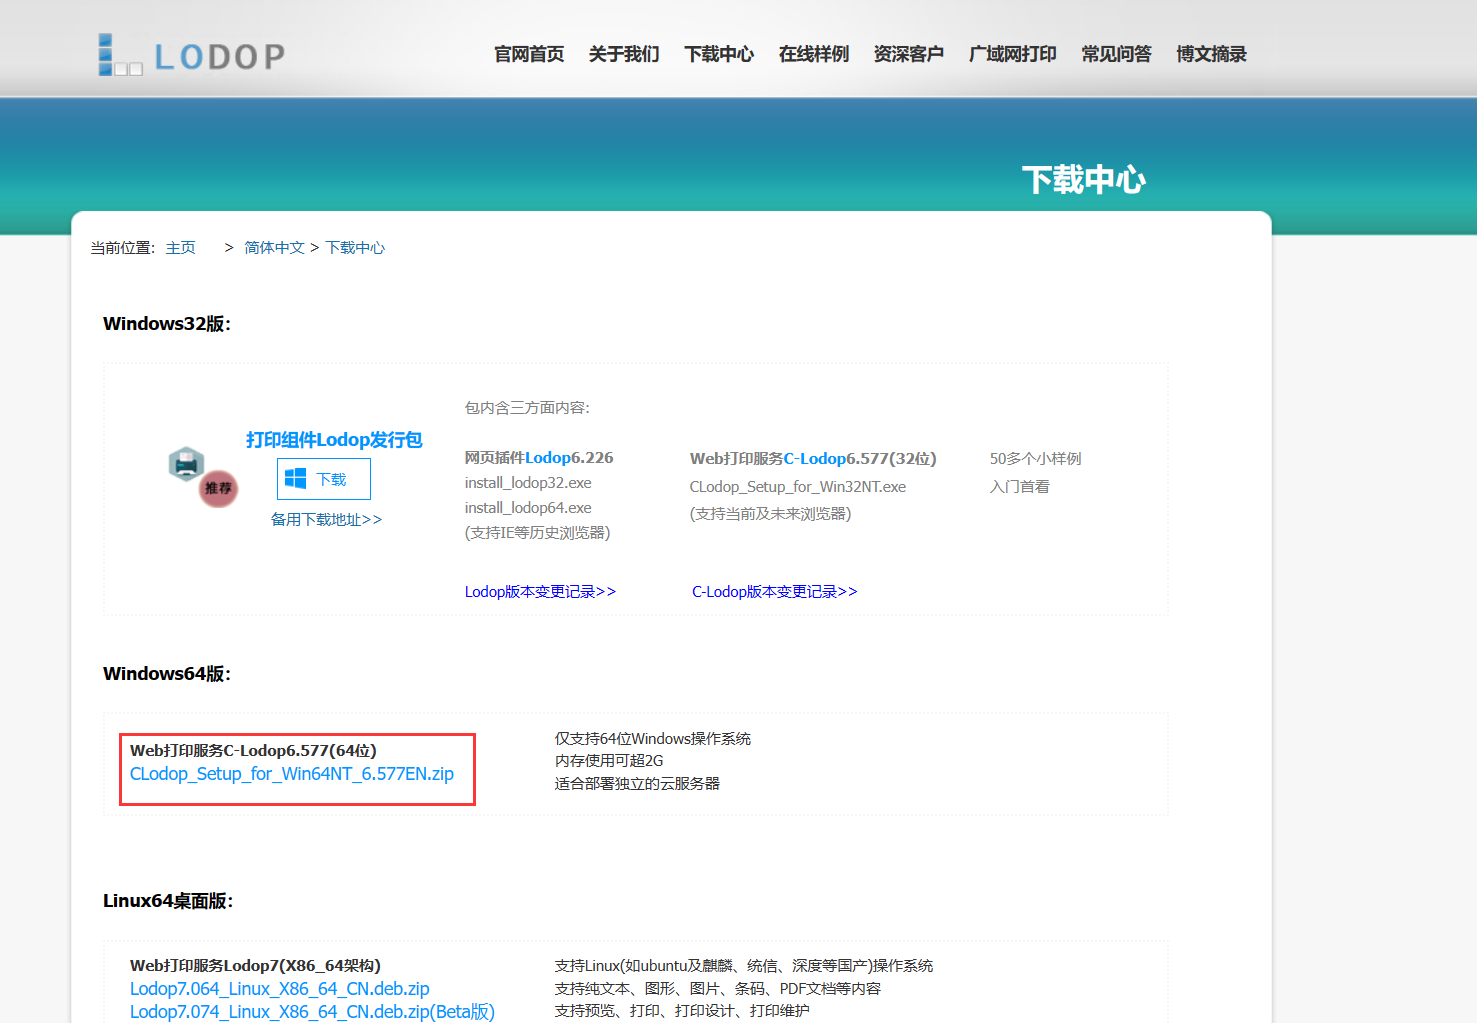 LODOP
官网首页 关于我们 下载中心 在线样例 资深客户 广域网打印 常见问答 博文摘录
下载中心
当前位置: 主页 > 简体中文 > 下载中心
Windows32版:
包内含三方面内容:
打印组件Lodop发行包
推荐
下载
备用下载地址>>
网页插件Lodop6.226
install_lodop32.exe
install_lodop64.exe
(支持IE等历史浏览器)
Web打印服务C-Lodop6.577(32位)
CLodop_Setup_for_Win32NT.exe
(支持当前及未来浏览器)
50多个小样例
入门首看
Lodop版本变更记录>> C-Lodop版本变更记录>>
Windows64版:
Web打印服务C-Lodop6.577(64位)
CLodop_Setup_for_Win64NT_6.577EN.zip
仅支持64位Windows操作系统
内存使用可超2G
适合部署独立的云服务器
Linux64桌面版:
Web打印服务Lodop7(X86_64架构)
Lodop7.064_Linux_X86_64_CN.deb.zip
Lodop7.074_Linux_X86_64_CN.deb.zip(Beta版)
支持Linux(如ubuntu及麒麟、统信、深度等国产)操作系统
支持纯文本、图形、图片、条码、PDF文档等内容
支持预览、打印、打印设计、打印维护